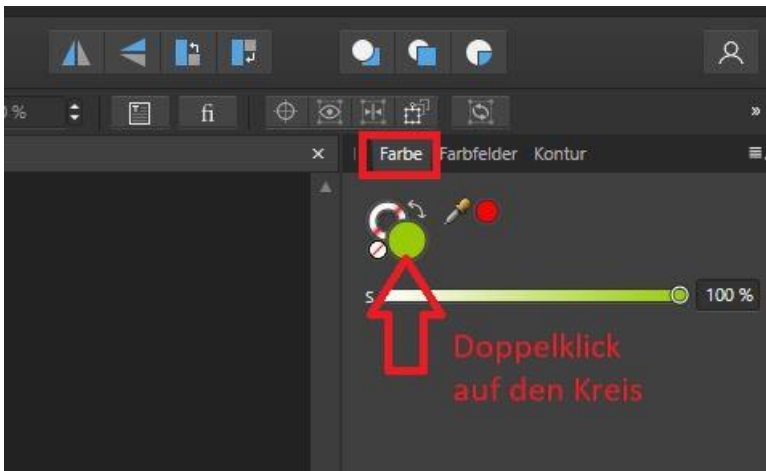 %
fi
Farbe Farbfelder Kontur
S 100 %
Doppelklick
auf den Kreis